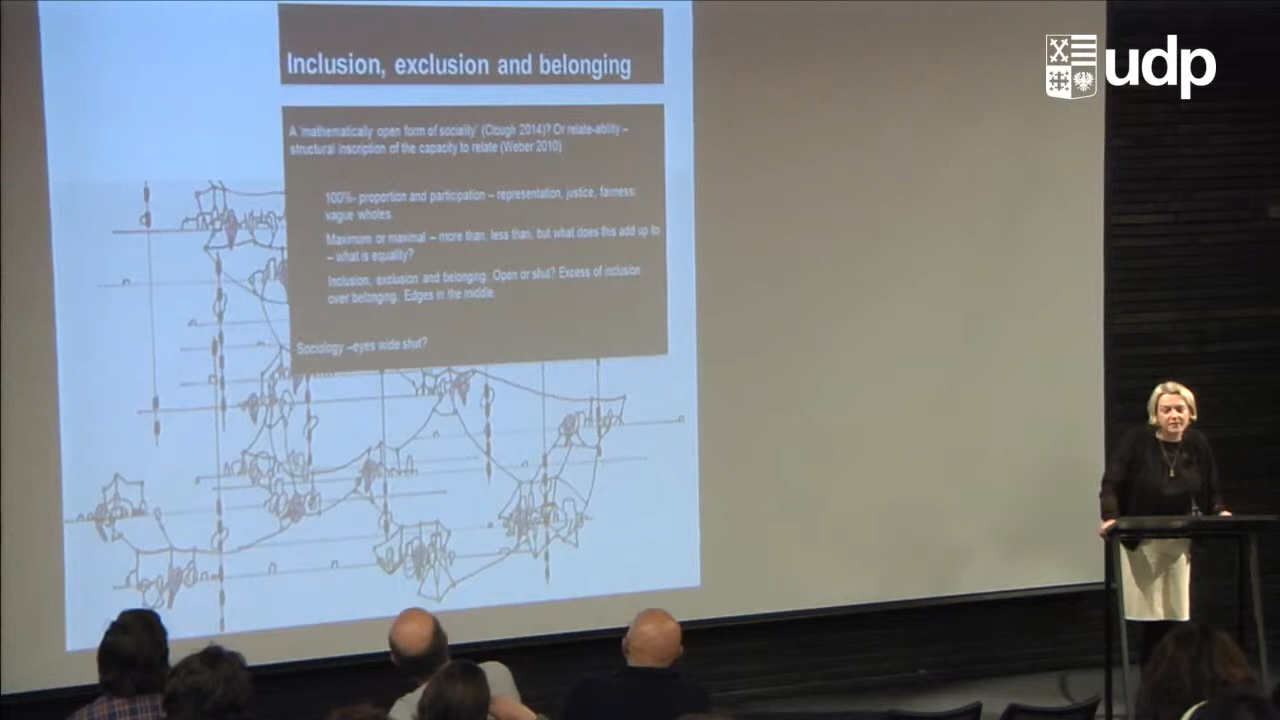 udp
Inclusion, exclusion and belonging
A 'mathematically open form of sociality' (Clough 2014)? Or relate-ability –
structural inscription of the capacity to relate (Weber 2010)
100%- proportion and participation – representation, justice, fairness:
vague wholes
Maximum or maximal – more than, less than, but what does this add up to
– what is equality?
Inclusion, exclusion and belonging. Open or shut? Excess of inclusion
over belonging. Edges in the middle.
Sociology –eyes wide shut?